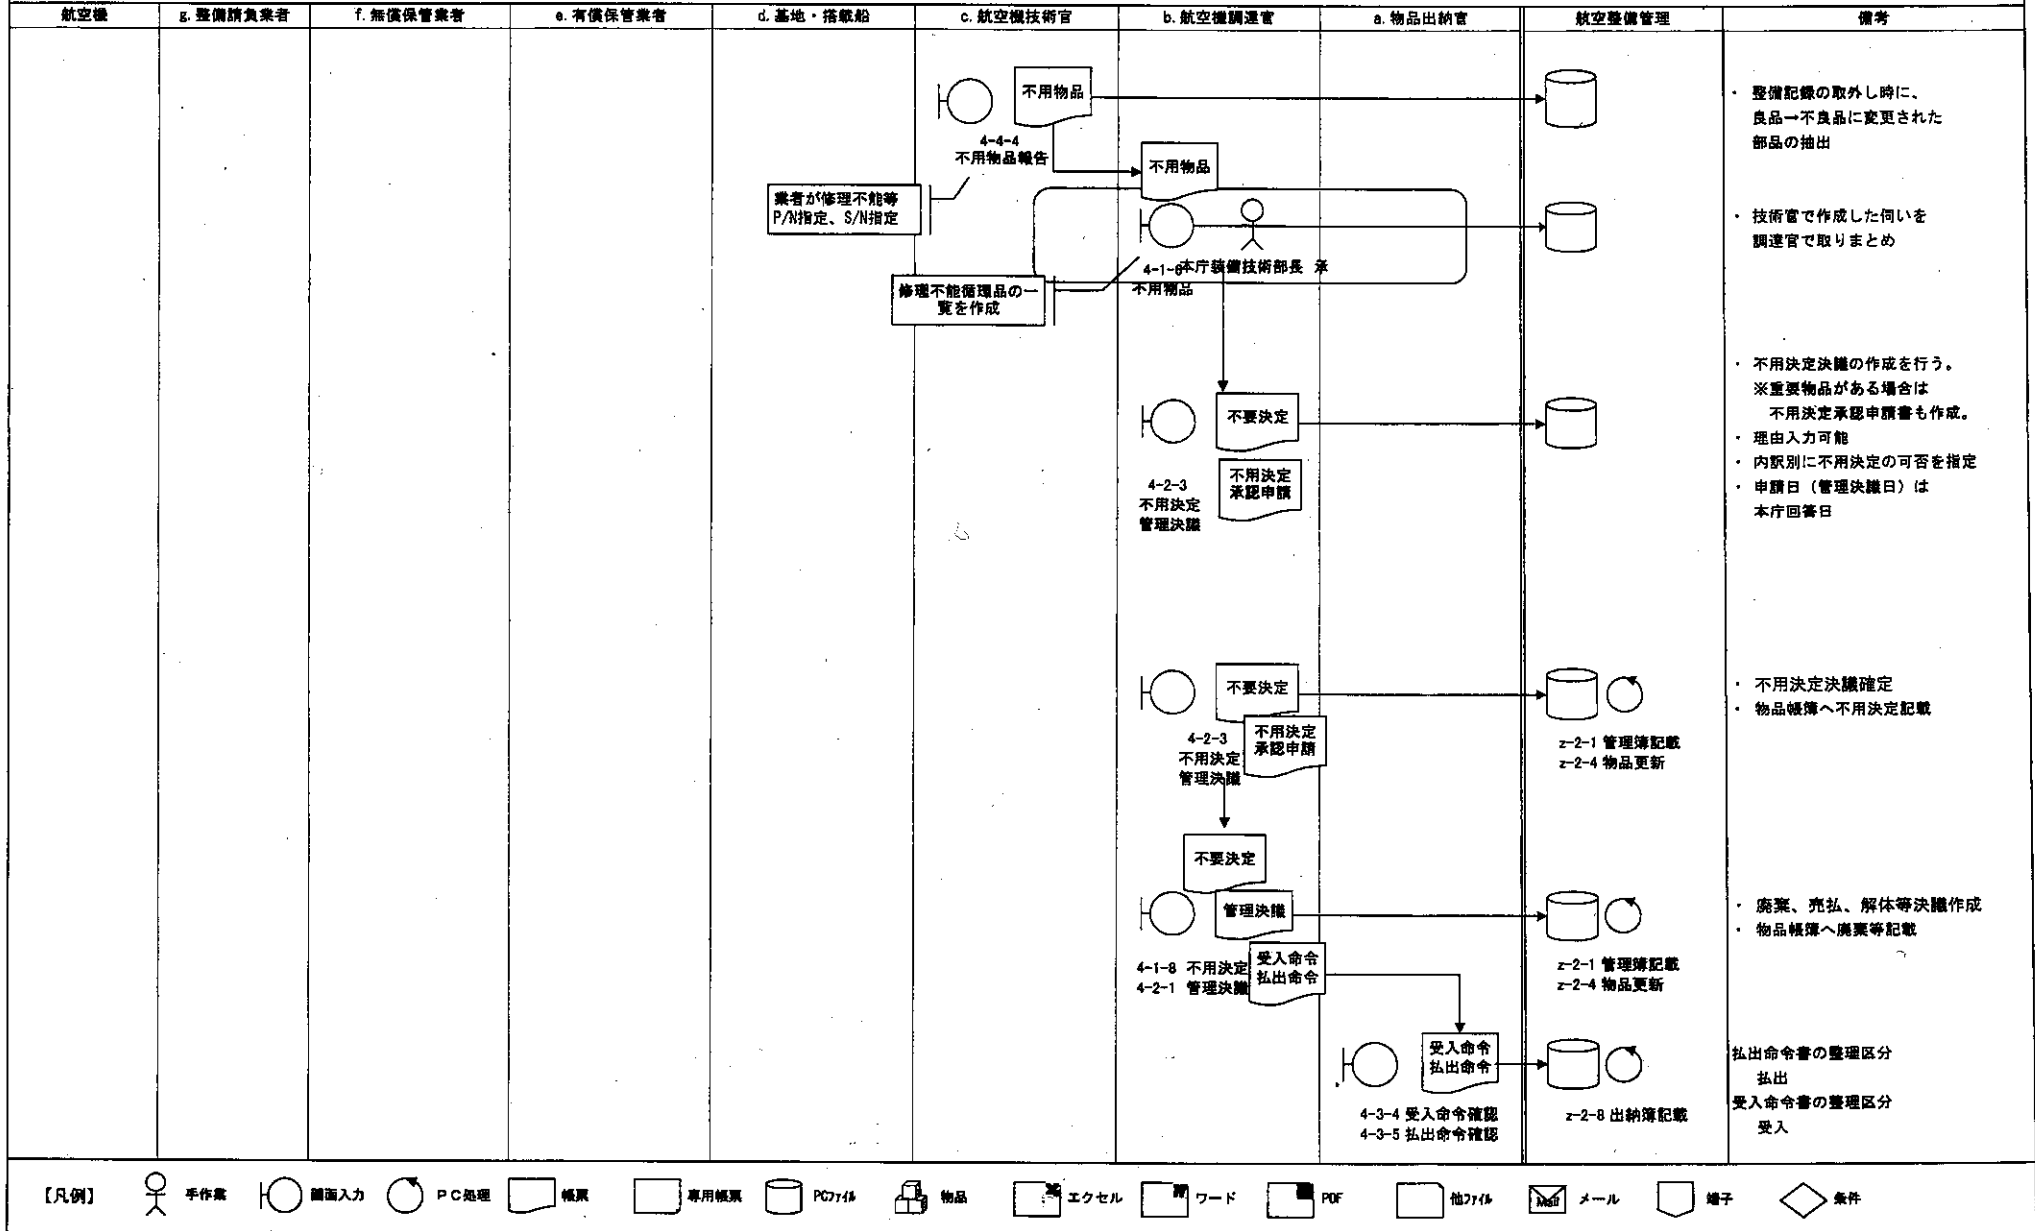 航空機
g. 整備請負業者
f. 無償保管業者
e. 有償保管業者
d. 基地・搭載船
c. 航空機技術官
b. 航空機調達官
a. 物品出納官
航空整備管理
備考
不用物品
4-4-4
不用物品報告
・ 整備記録の取外し時に、
良品→不良品に変更された
部品の抽出
不用物品
業者が修理不能等
P/N指定、S/N指定
・ 技術官で作成した伺いを
調達官で取りまとめ
4-1-6
本庁装備技術部長 承
不用物品
修理不能循環品の一
覧を作成
・ 不用決定決議の作成を行う。
※重要物品がある場合は
不用決定承認申請書も作成。
・ 理由入力可能
・ 内訳別に不用決定の可否を指定
・ 申請日（管理決議日）は
本庁回答日
不要決定
不用決定
承認申請
4-2-3
不用決定
管理決議
不要決定
不用決定
承認申請
4-2-3
不用決定
管理決議
z-2-1 管理簿記載
z-2-4 物品更新
・ 不用決定決議確定
・ 物品帳簿へ不用決定記載
不要決定
管理決議
受入命令
払出命令
4-1-8 不用決定
4-2-1 管理決議
z-2-1 管理簿記載
z-2-4 物品更新
・ 廃棄、売払、解体等決議作成
・ 物品帳簿へ廃棄等記載
受入命令
払出命令
4-3-4 受入命令確認
4-3-5 払出命令確認
z-2-8 出納簿記載
払出命令書の整理区分
払出
受入命令書の整理区分
受入
【凡例】
手作業
画面入力
ＰＣ処理
帳票
専用帳票
PCﾌｧｲﾙ
物品
エクセル
ワード
PDF
他ﾌｧｲﾙ
Mail
メール
端子
条件